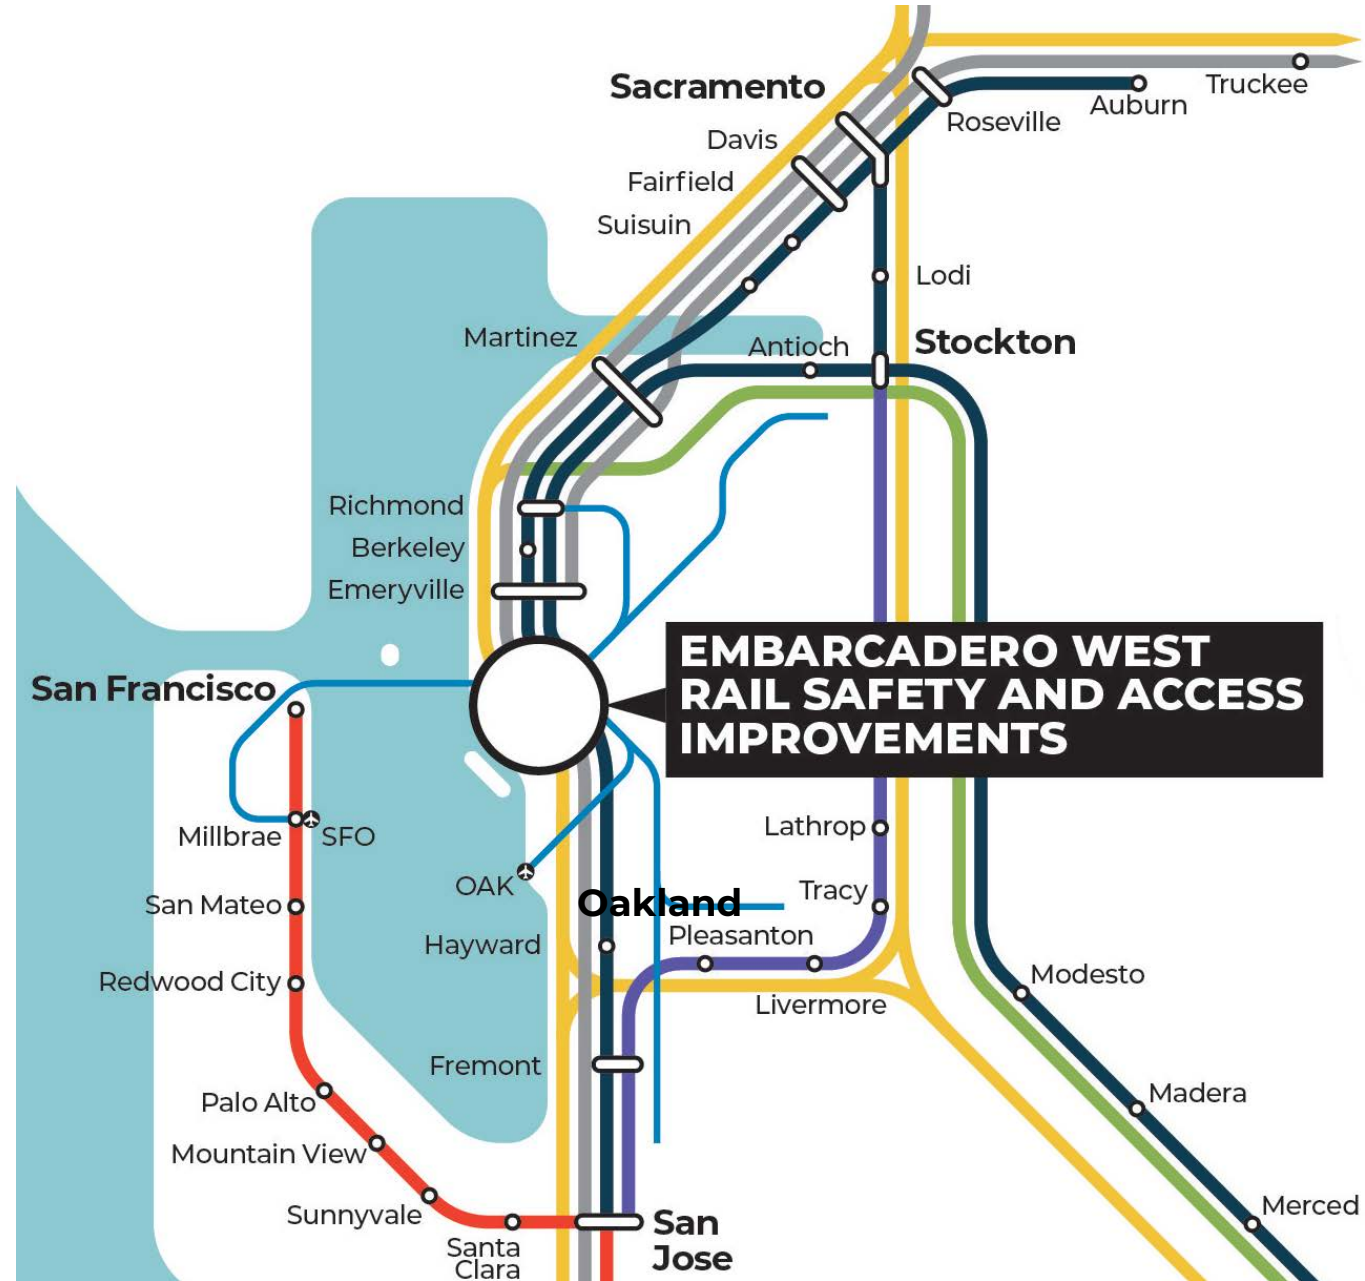 Sacramento
Truckee
Auburn
Roseville
Davis
Fairfield
Suisuin
Lodi
Martinez
Antioch
Stockton
Richmond
Berkeley
Emeryville
EMBARCADERO WEST
RAIL SAFETY AND ACCESS
IMPROVEMENTS
San Francisco
Millbrae
SFO
Lathrop
OAK
Oakland
Tracy
San Mateo
Hayward
Pleasanton
Redwood City
Livermore
Modesto
Fremont
Palo Alto
Madera
Mountain View
Sunnyvale
Santa
Clara
San
Jose
Merced